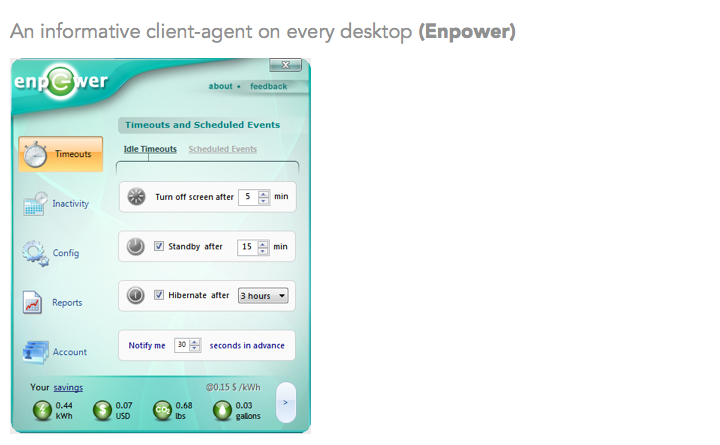 An informative client-agent on every desktop (Enpower)
enpower
X
about • feedback
Timeouts and Scheduled Events
Timeouts
Idle Timeouts Scheduled Events
Turn off screen after 5 min
Inactivity
Standby after 15 min
Config
Hibernate after 3 hours
Reports
Notify me 30 seconds in advance
Account
Your savings @0.15 $ /kWh
0.44 kWh
$ 0.07 USD
CO2 0.68 lbs
0.03 gallons
>